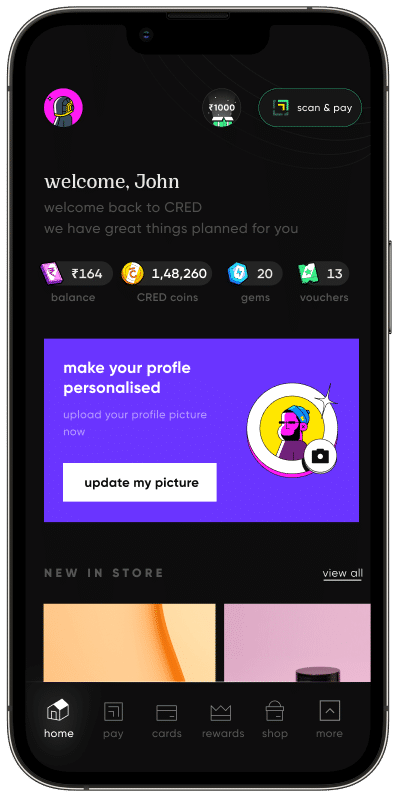 ₹1000
scan & pay
welcome, John
welcome back to CRED
we have great things planned for you
₹164
1,48,260
20
13
balance
CRED coins
gems
vouchers
make your profle
personalised
upload your profile picture
now
update my picture
NEW IN STORE
view all
home
pay
cards
rewards
shop
more